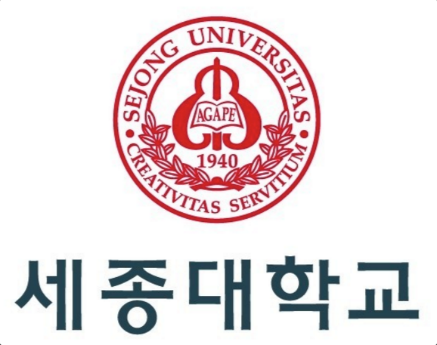 SEJONG UNIVERSITAS
AGAPE
1940
CREATIVITAS SERVITIUM
세종대학교